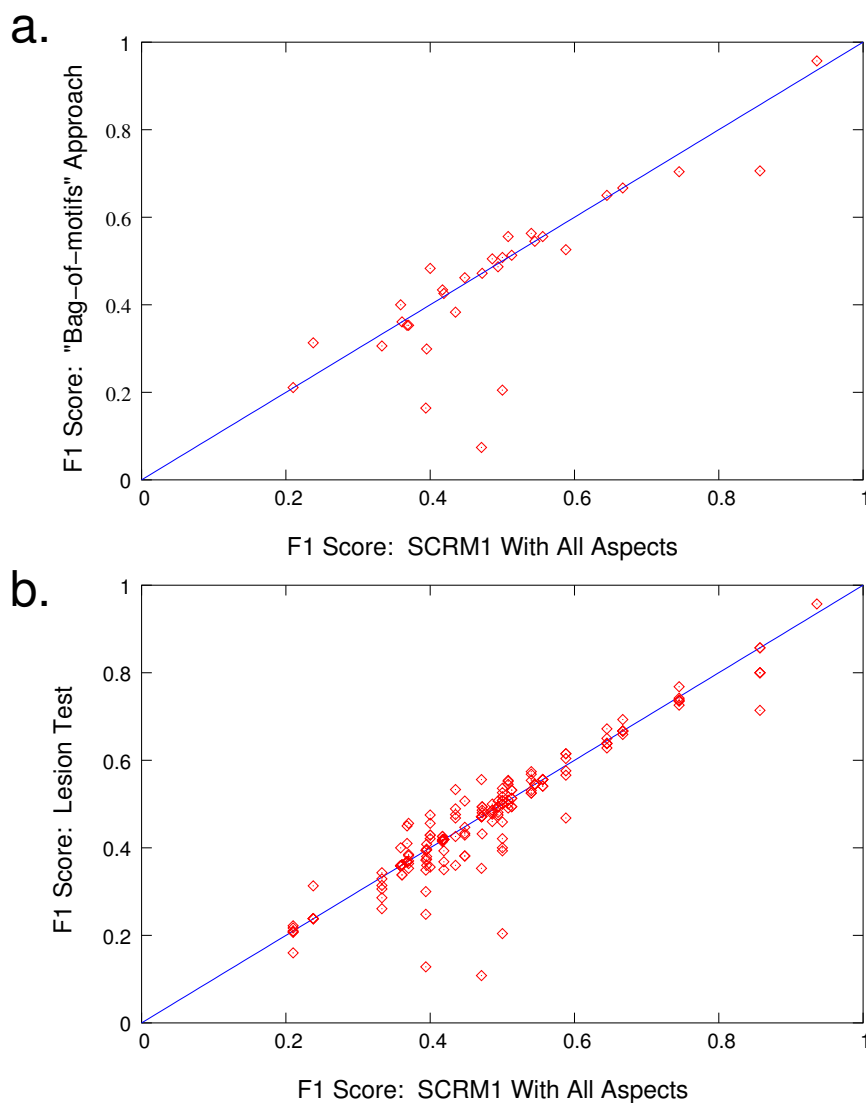 a.
1
0.8
0.6
0.4
0.2
0
0 0.2 0.4 0.6 0.8 1
F1 Score: "Bag-of-motifs" Approach
F1 Score: SCRM1 With All Aspects
b.
1
0.8
0.6
0.4
0.2
0
0 0.2 0.4 0.6 0.8 1
F1 Score: Lesion Test
F1 Score: SCRM1 With All Aspects